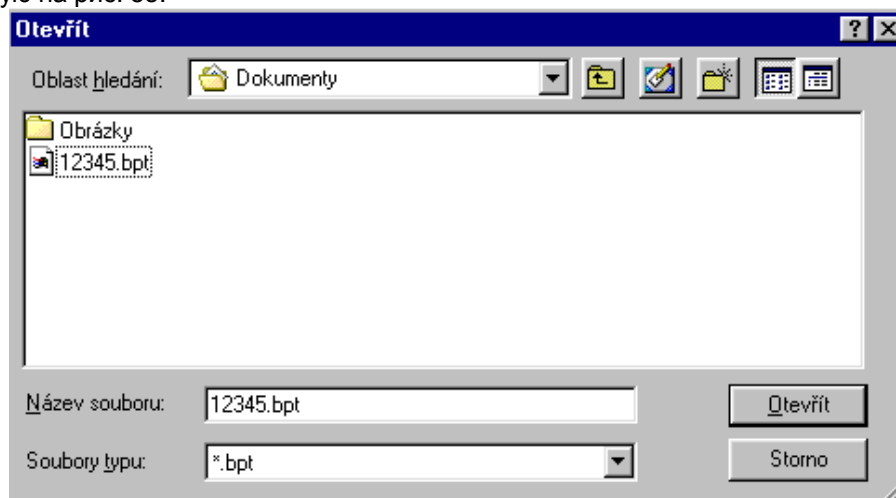 Otevřít
Oblast hledání: Dokumenty
Obrázky
12345.bpt
Název souboru: 12345.bpt Otevřít
Soubory typu: *.bpt Storno